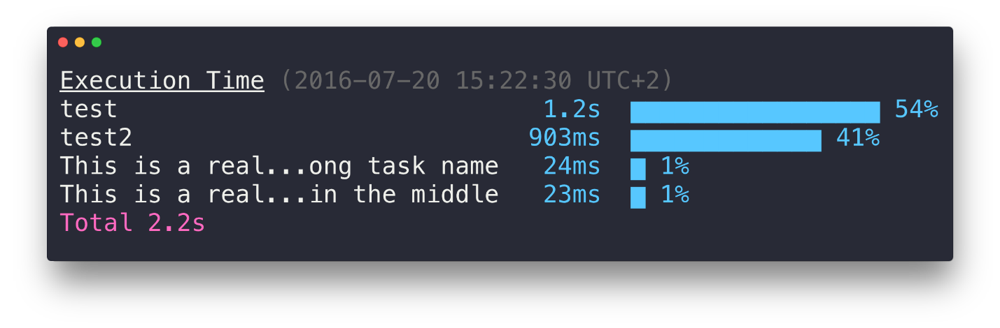 Execution Time (2016-07-20 15:22:30 UTC+2)
test 1.2s 54%
test2 903ms 41%
This is a real...ong task name 24ms 1%
This is a real...in the middle 23ms 1%
Total 2.2s